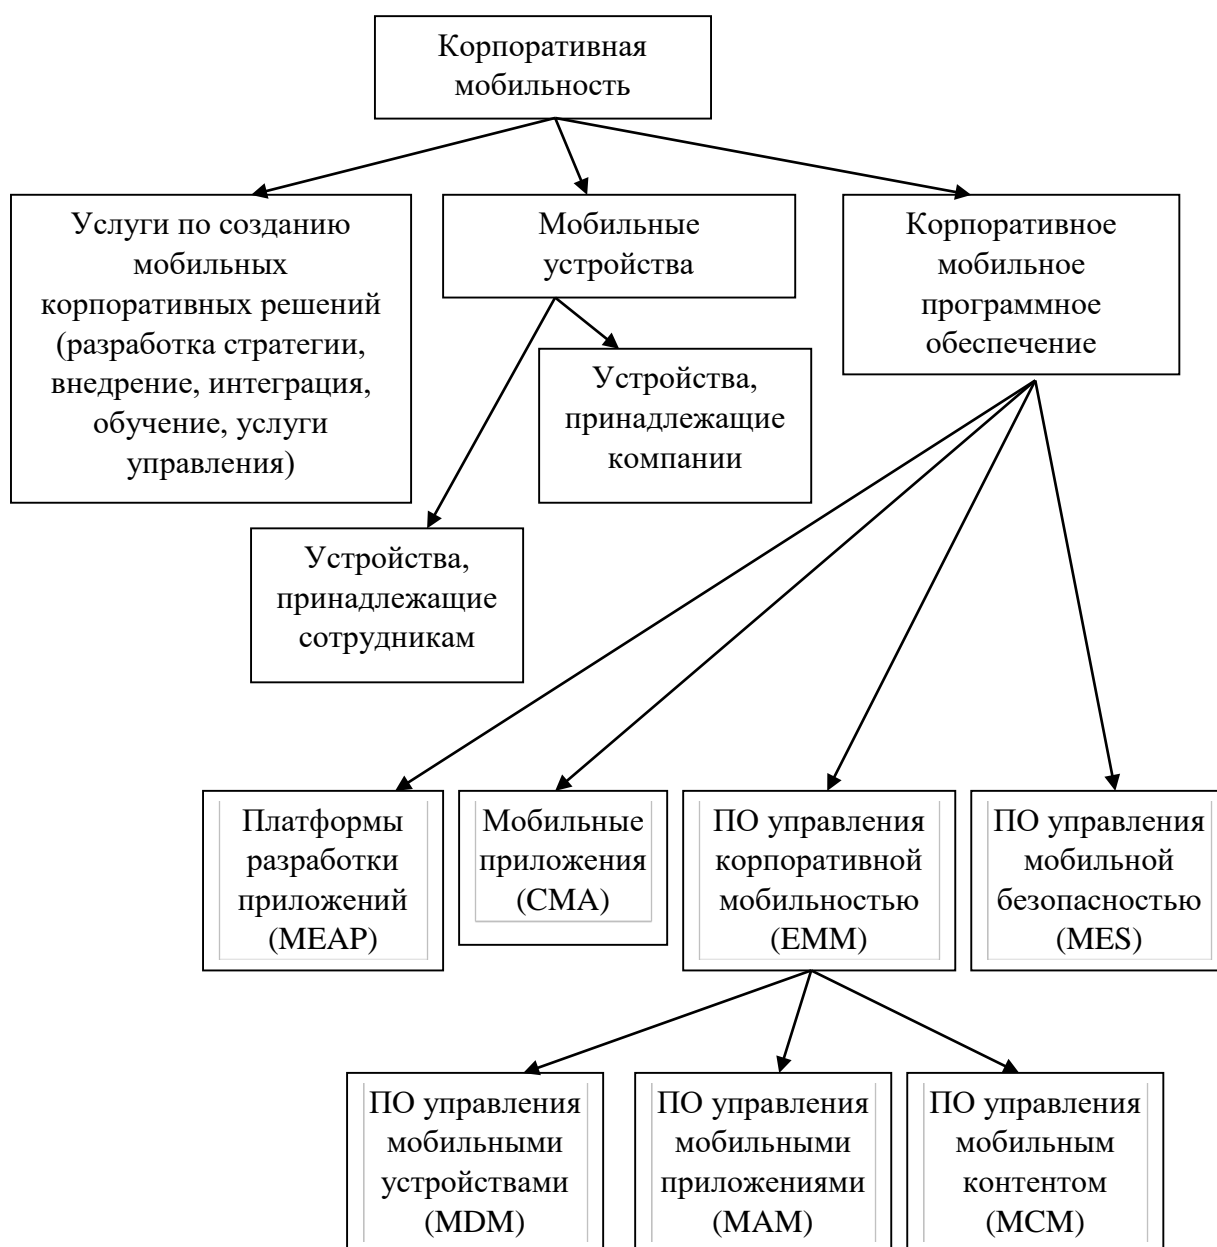 Корпоративная
мобильность
Услуги по созданию
мобильных
корпоративных решений
(разработка стратегии,
внедрение, интеграция,
обучение, услуги
управления)
Мобильные
устройства
Корпоративное
мобильное
программное
обеспечение
Устройства,
принадлежащие
компании
Устройства,
принадлежащие
сотрудникам
Платформы
разработки
приложений
(MEAP)
Мобильные
приложения
(CMA)
ПО управления
корпоративной
мобильностью
(EMM)
ПО управления
мобильной
безопасностью
(MES)
ПО управления
мобильными
устройствами
(MDM)
ПО управления
мобильными
приложениями
(MAM)
ПО управления
мобильным
контентом
(MCM)